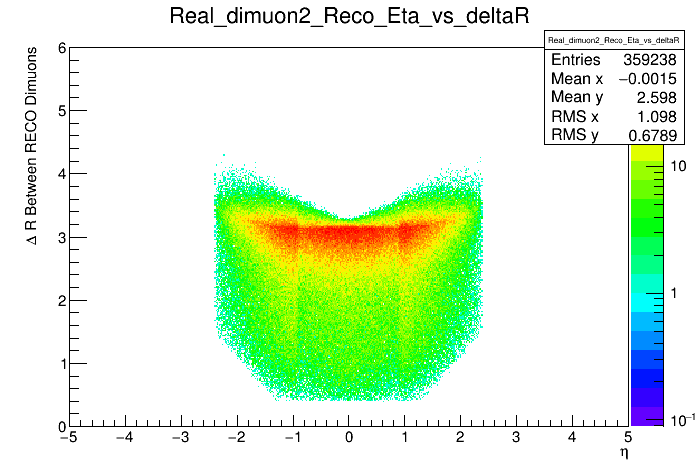 Real_dimuon2_Reco_Eta_vs_deltaR
Real_dimuon2_Reco_Eta_vs_deltaR
Entries 359238
Mean x −0.0015
Mean y 2.598
RMS x 1.098
RMS y 0.6789
Δ R Between RECO Dimuons
6
5
4
3
2
1
0
−5 −4 −3 −2 −1 0 1 2 3 4 5
η
10
1
10⁻¹